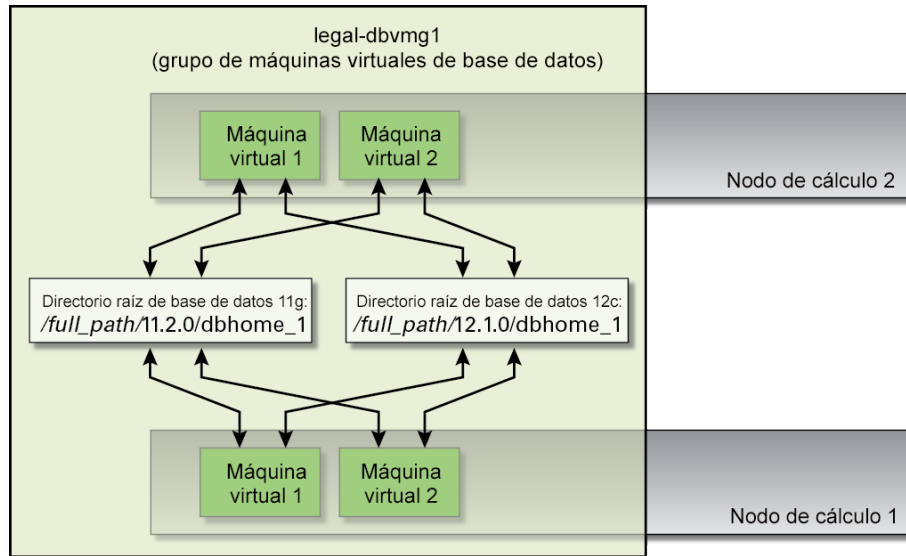 legal-dbvmg1
(grupo de máquinas virtuales de base de datos)
Máquina
virtual 1
Máquina
virtual 2
Nodo de cálculo 2
Directorio raíz de base de datos 11g:
/full_path/11.2.0/dbhome_1
Directorio raíz de base de datos 12c:
/full_path/12.1.0/dbhome_1
Máquina
virtual 1
Máquina
virtual 2
Nodo de cálculo 1